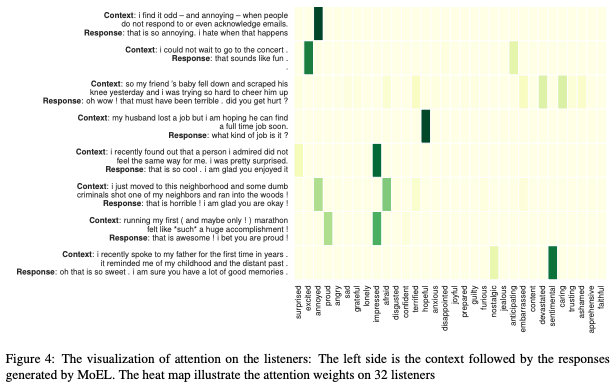 Context: i find it odd – and annoying – when people
do not respond to or even acknowledge emails.
Response: that is so annoying. i hate when that happens
Context: i could not wait to go to the concert .
Response: that sounds like fun .
.
Context: so my friend 's baby fell down and scraped his
knee yesterday and i was trying so hard to cheer him up
Response: oh wow ! that must have been terrible . did you get hurt ?
Context: my husband lost a job but i am hoping he can find
a full time job soon.
Response: what kind of job is it ?
Context: i recently found out that a person i admired did not
feel the same way for me. i was pretty surprised.
Response: that is so cool . i am glad you enjoyed it
Context: i just moved to this neighborhood and some dumb
criminals shot one of my neighbors and ran into the woods !
Response: that is horrible ! i am glad you are okay !
Context: running my first ( and maybe only ! ) marathon
felt like *such* a huge accomplishment !
Response: that is awesome ! i bet you are proud !
Context: i recently spoke to my father for the first time in years .
it reminded me of my childhood and the distant past .
Response: oh that is so sweet . i am sure you have a lot of good memories .
surprised
excited
annoyed
proud
angry
sad
grateful
lonely
impressed
afraid
disgusted
confident
terrified
hopeful
anxious
disappointed
joyful
prepared
guilty
furious
nostalgic
jealous
anticipating
embarrassed
content
devastated
sentimental
caring
trusting
ashamed
apprehensive
faithful
Figure 4: The visualization of attention on the listeners: The left side is the context followed by the responses
generated by MoEL. The heat map illustrate the attention weights on 32 listeners